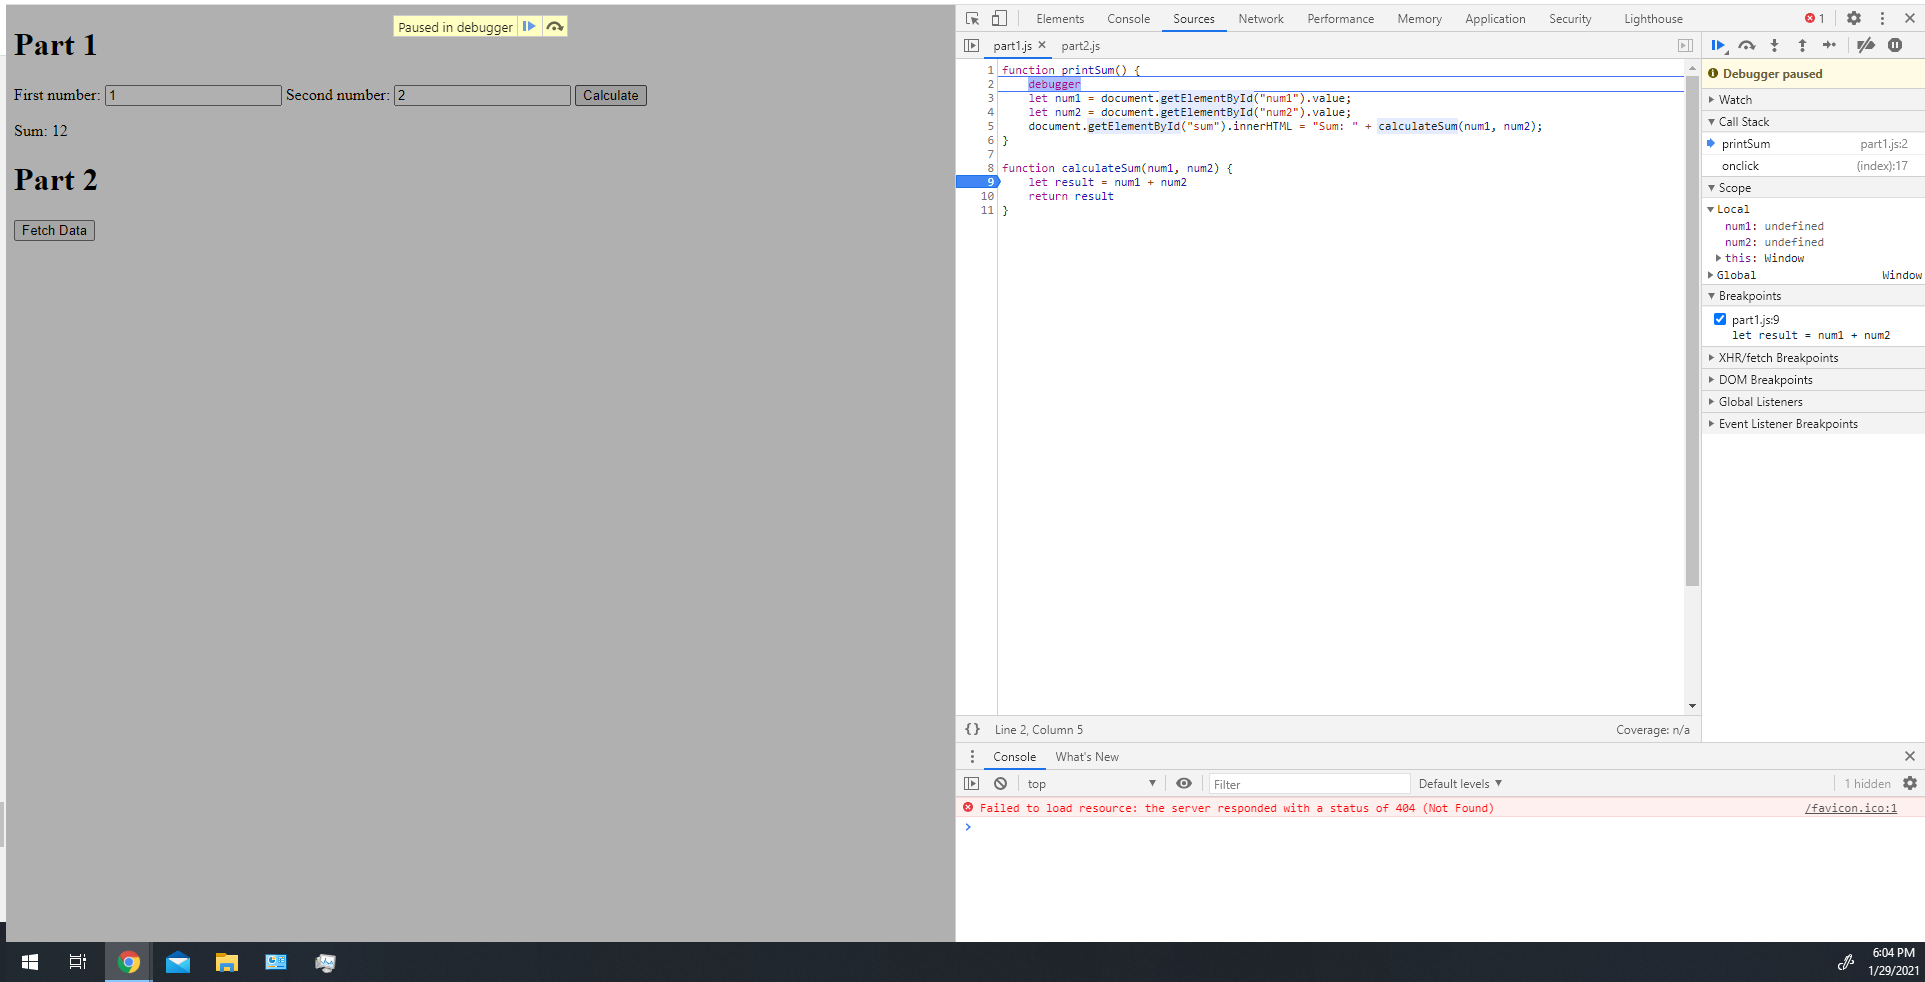 Paused in debugger
Part 1
First number: 1 Second number: 2 Calculate
Sum: 12
Part 2
Fetch Data
Elements Console Sources Network Performance Memory Application Security Lighthouse 1
part1.js part2.js
1 function printSum() {
2 debugger
3 let num1 = document.getElementById("num1").value;
4 let num2 = document.getElementById("num2").value;
5 document.getElementById("sum").innerHTML = "Sum: " + calculateSum(num1, num2);
6 }
7
8 function calculateSum(num1, num2) {
9 let result = num1 + num2
10 return result
11 }
{} Line 2, Column 5 Coverage: n/a
Debugger paused
Watch
Call Stack
printSum part1.js:2
onclick (index):17
Scope
Local
num1: undefined
num2: undefined
this: Window
Global Window
Breakpoints
part1.js:9
let result = num1 + num2
XHR/fetch Breakpoints
DOM Breakpoints
Global Listeners
Event Listener Breakpoints
Console What's New
top Filter Default levels 1 hidden
Failed to load resource: the server responded with a status of 404 (Not Found) /favicon.ico:1
6:04 PM
1/29/2021